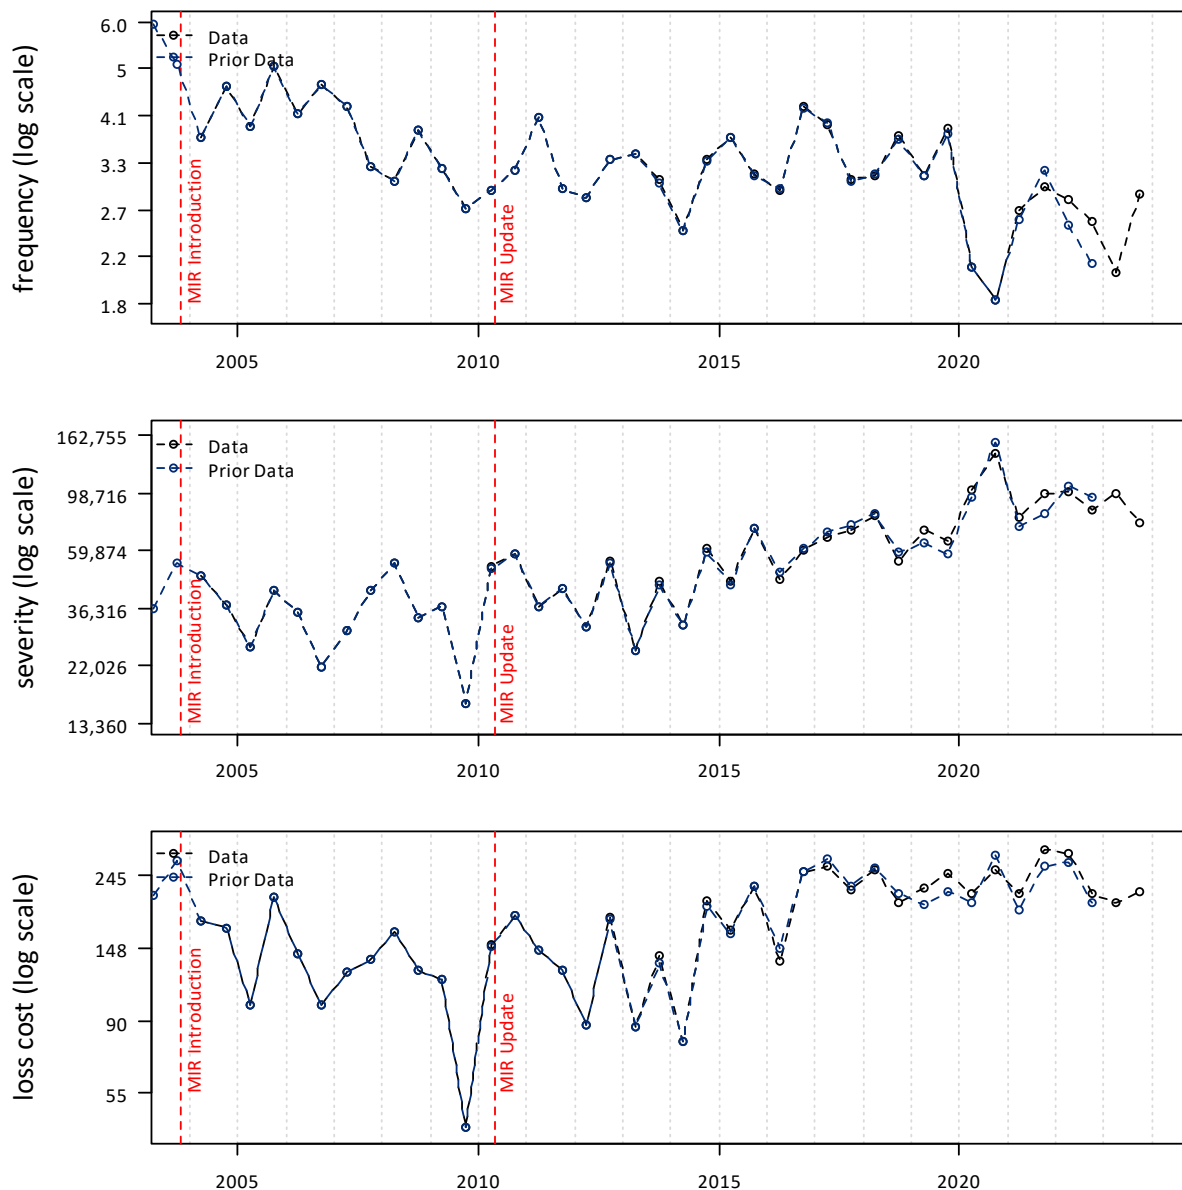 frequency (log scale)
6.0
5
4.1
3.3
2.7
2.2
1.8
Data
Prior Data
MIR Introduction
MIR Update
2005
2010
2015
2020
severity (log scale)
162,755
98,716
59,874
36,316
22,026
13,360
Data
Prior Data
MIR Introduction
MIR Update
2005
2010
2015
2020
loss cost (log scale)
245
148
90
55
Data
Prior Data
MIR Introduction
MIR Update
2005
2010
2015
2020